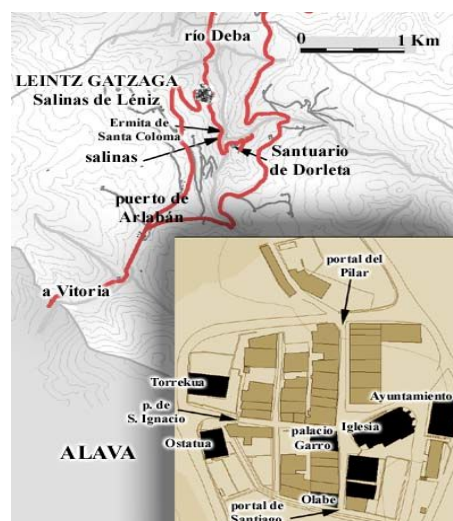 río Deba
0 1 Km
LEINTZ GATZAGA
Salinas de Léniz
Ermita de
Santa Coloma
salinas
Santuario
de Dorleta
puerto de
Arlabán
a Vitoria
ALAVA
portal del
Pilar
Torrekua
Ayuntamiento
p. de
S. Ignacio
Iglesia
palacio
Garro
Ostatua
Olabe
portal de
Santiago